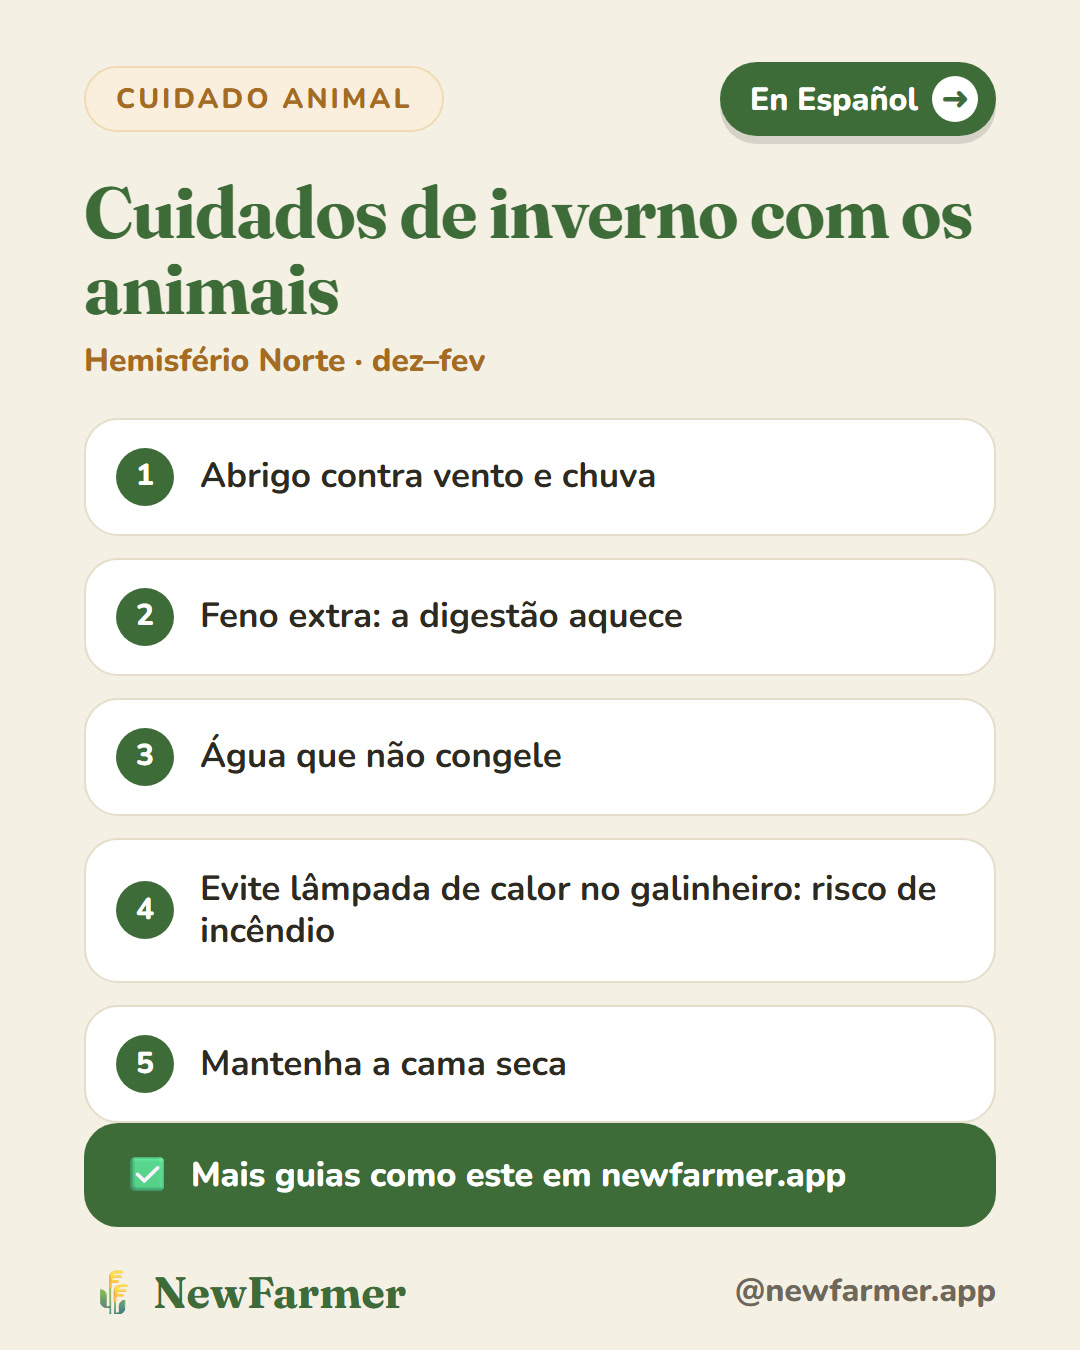 CUIDADO ANIMAL
En Español ➜
Cuidados de inverno com os
animais
Hemisfério Norte · dez–fev
1 Abrigo contra vento e chuva
2 Feno extra: a digestão aquece
3 Água que não congele
4 Evite lâmpada de calor no galinheiro: risco de
incêndio
5 Mantenha a cama seca
✅ Mais guias como este em newfarmer.app
NewFarmer
@newfarmer.app